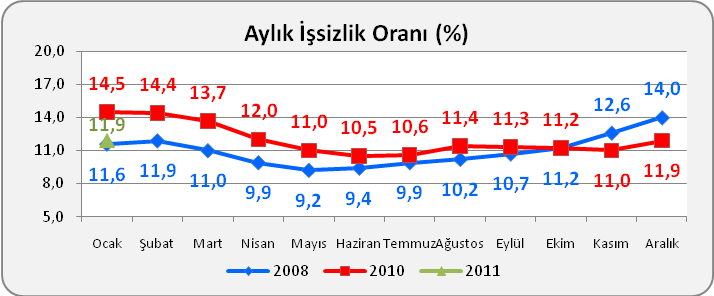 Aylık İşsizlik Oranı (%)
20,0
17,0
14,0
11,0
8,0
5,0
14,5 14,4 13,7 12,0 11,0 10,5 10,6 11,4 11,3 11,2 12,6 14,0
11,9
11,6 11,9 11,0 9,9 9,2 9,4 9,9 10,2 10,7 11,2 11,0 11,9
Ocak Şubat Mart Nisan Mayıs Haziran Temmuz Ağustos Eylül Ekim Kasım Aralık
2008 2010 2011